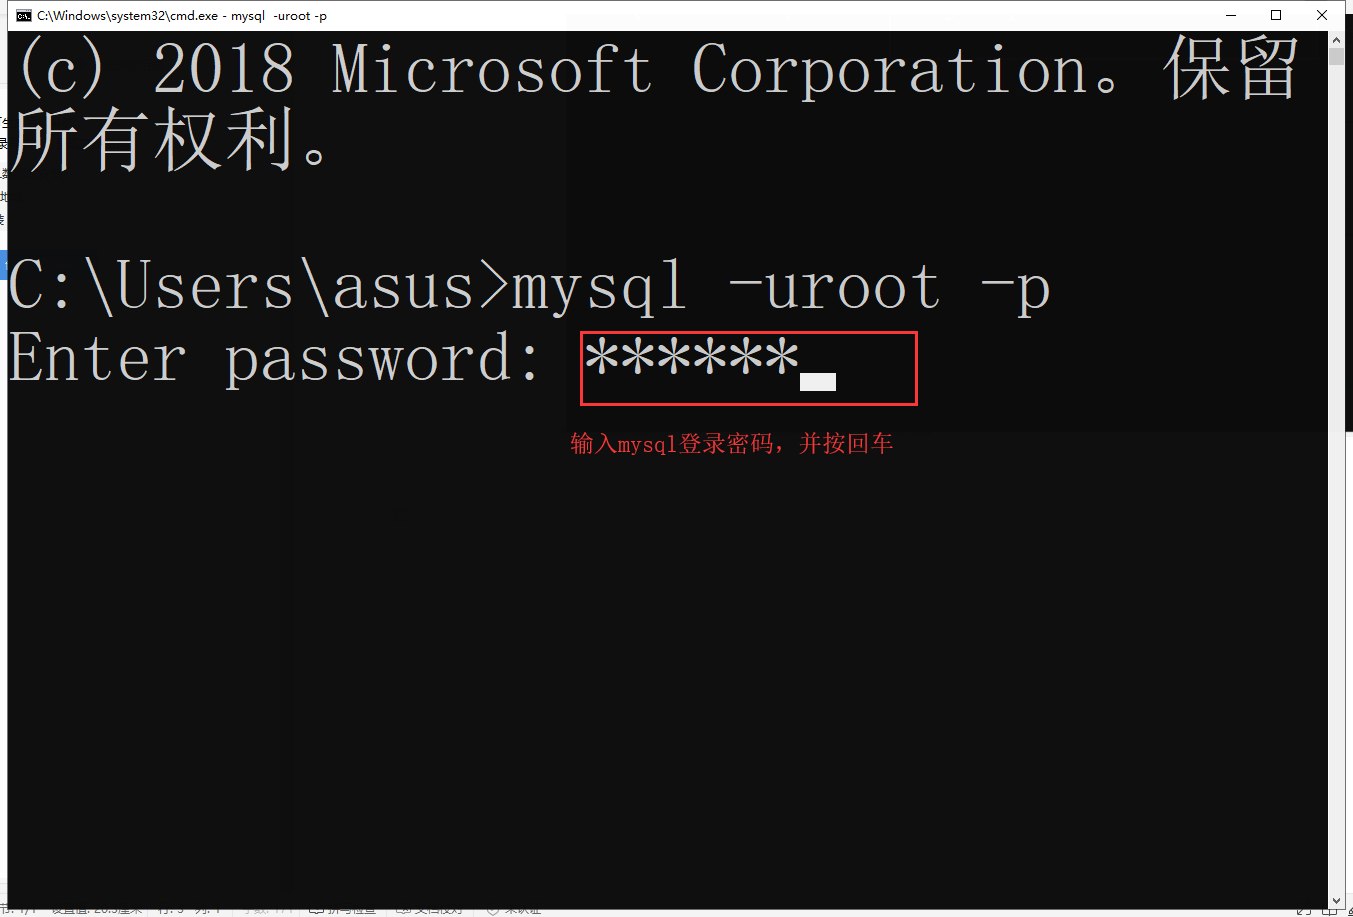 C:\Windows\system32\cmd.exe - mysql  -uroot -p
(c) 2018 Microsoft Corporation。保留
所有权利。
C:\Users\asus>mysql -uroot -p
Enter password: ******
输入mysql登录密码，并按回车